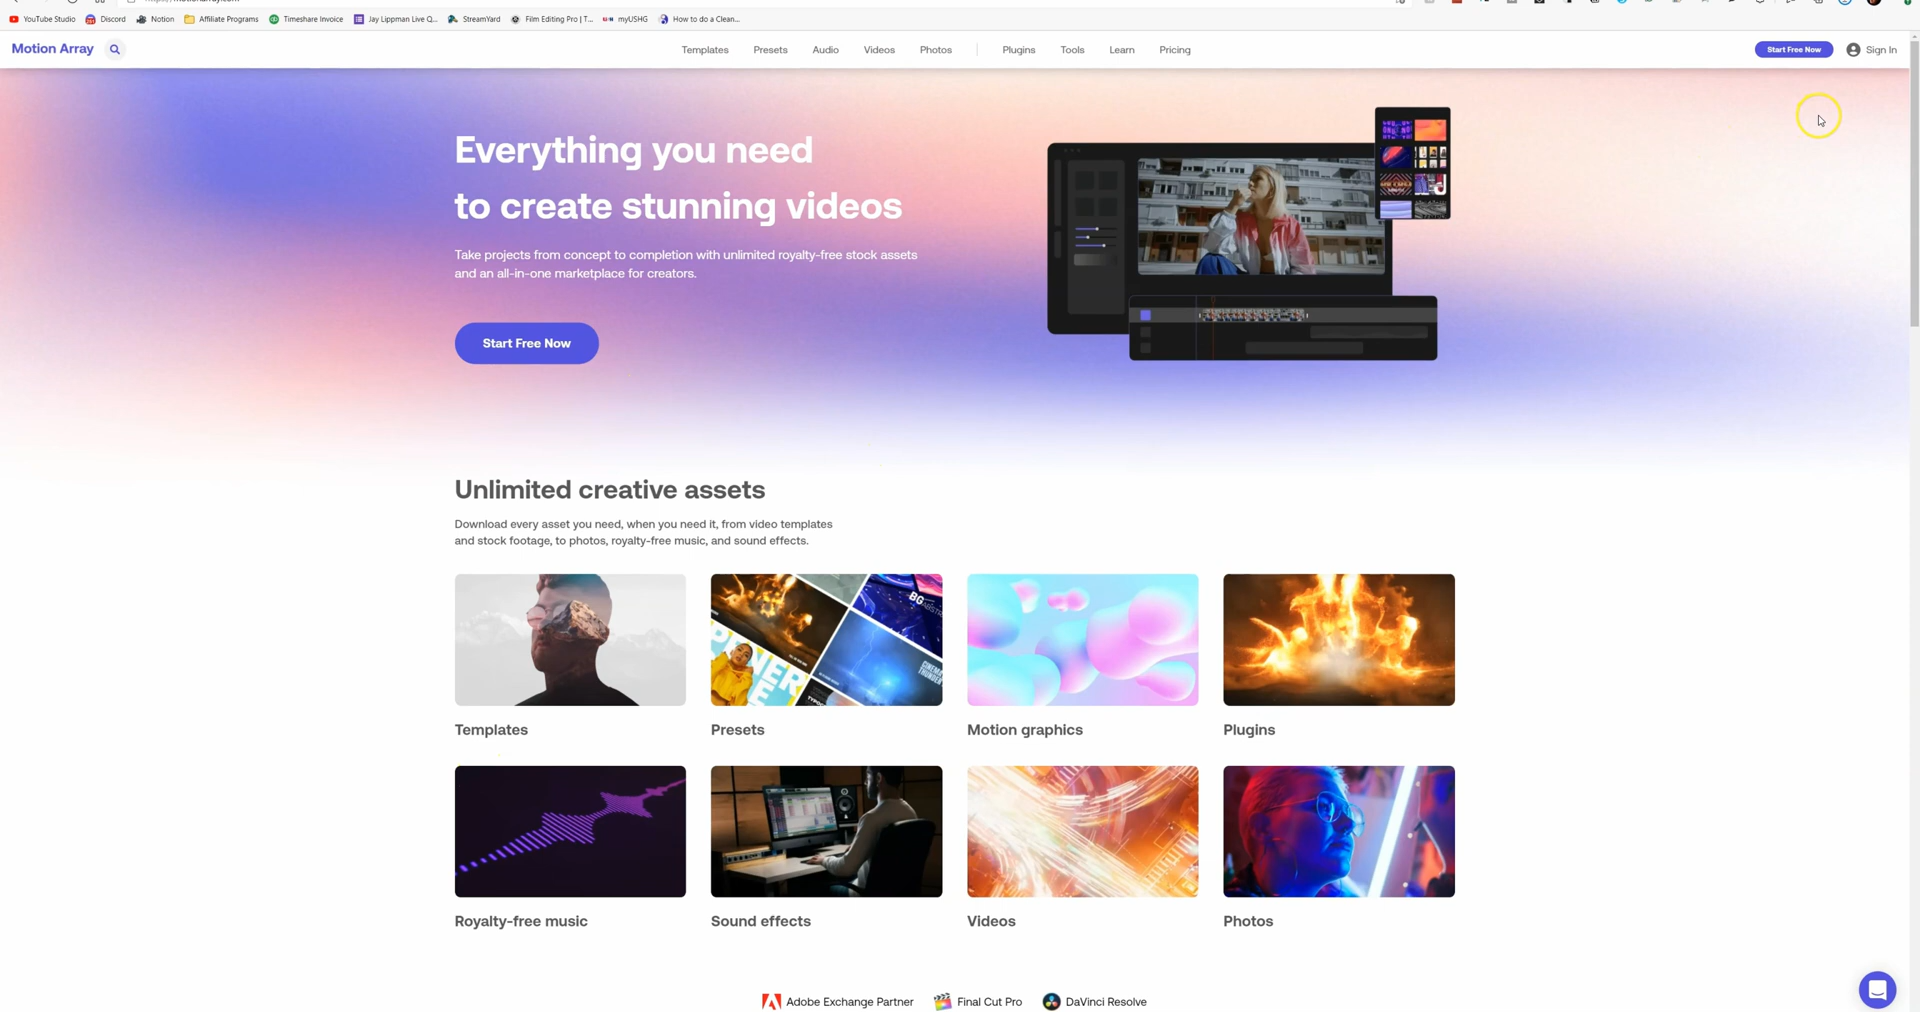 YouTube Studio Discord Notion Affiliate Programs Timeshare Invoice Jay Lippman Live Q... StreamYard Film Editing Pro | T... myUSHG How to do a Clean...
Motion Array Templates Presets Audio Videos Photos Plugins Tools Learn Pricing Start Free Now Sign In
Everything you need
to create stunning videos
Take projects from concept to completion with unlimited royalty-free stock assets
and an all-in-one marketplace for creators.
Start Free Now
Unlimited creative assets
Download every asset you need, when you need it, from video templates
and stock footage, to photos, royalty-free music, and sound effects.
Templates Presets Motion graphics Plugins
Royalty-free music Sound effects Videos Photos
Adobe Exchange Partner Final Cut Pro DaVinci Resolve